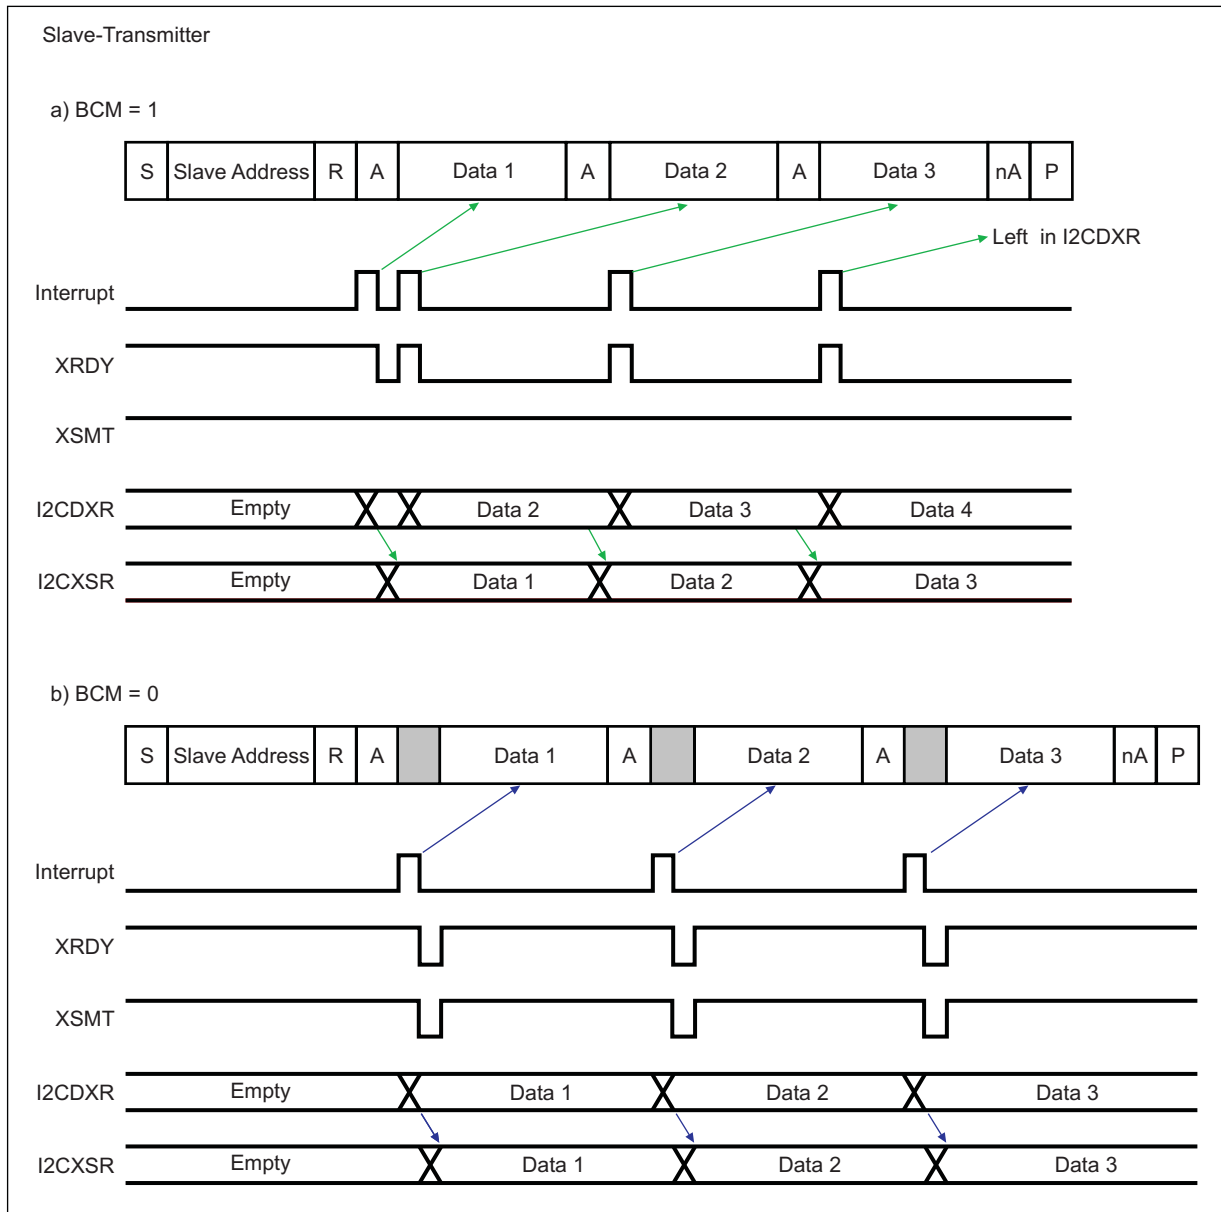 Slave-Transmitter
a) BCM = 1
S Slave Address R A Data 1 A Data 2 A Data 3 nA P
Left in I2CDXR
Interrupt
XRDY
XSMT
I2CDXR Empty Data 2 Data 3 Data 4
I2CXSR Empty Data 1 Data 2 Data 3
b) BCM = 0
S Slave Address R A Data 1 A Data 2 A Data 3 nA P
Interrupt
XRDY
XSMT
I2CDXR Empty Data 1 Data 2 Data 3
I2CXSR Empty Data 1 Data 2 Data 3